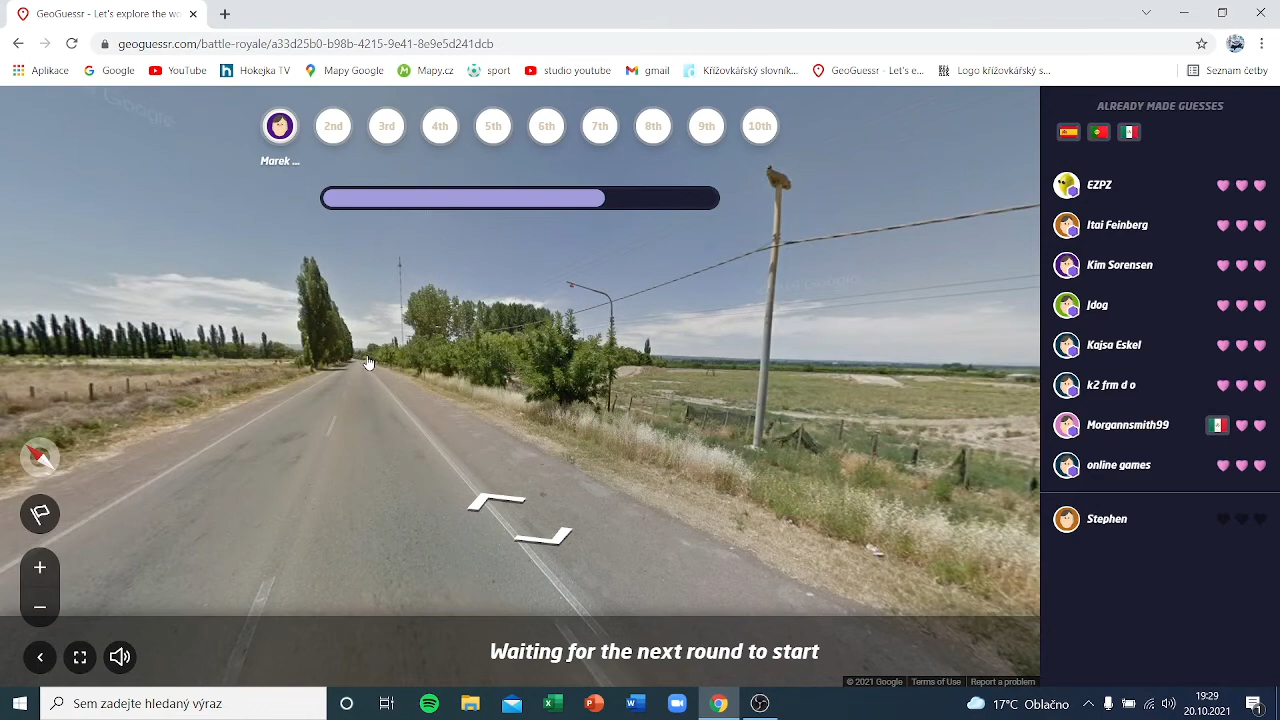 GeoGuessr - Let's explore the wo
geoguessr.com/battle-royale/a33d25b0-b98b-4215-9e41-8e9e5d241dcb
Aplikace Google YouTube Hokejka TV Mapy Google Mapy.cz sport studio youtube gmail Křížovkářský slovník... GeoGuessr - Let's e... Logo křovkářský s... Seznam četby
Google
2nd 3rd 4th 5th 6th 7th 8th 9th 10th
Marek ...
ALREADY MADE GUESSES
EZPZ
Itai Feinberg
Kim Sorensen
Jdog
Kajsa Eskel
k2 frm d o
Morgannsmith99
online games
Stephen
Waiting for the next round to start
© 2021 Google Terms of Use Report a problem
Sem zadejte hledaný výraz
17°C Oblačno
19:29
20.10.2021
1